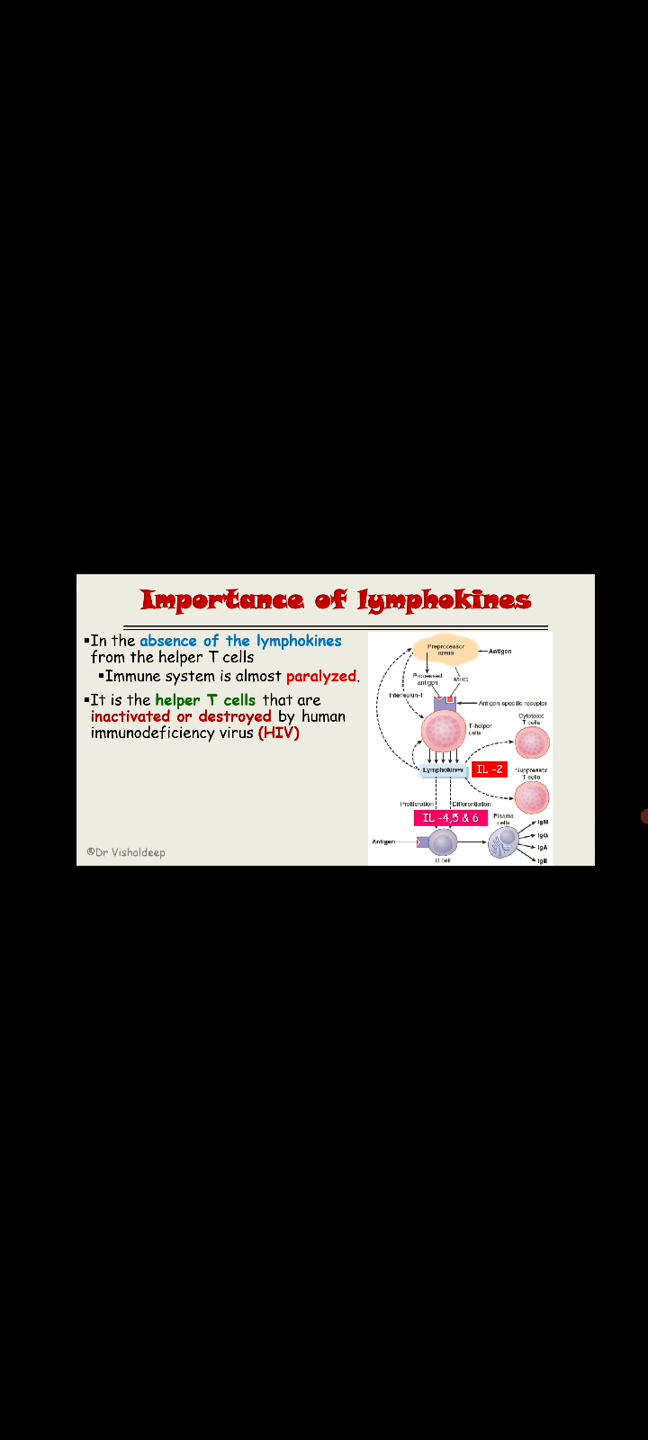 Importance of lymphokines
▪In the absence of the lymphokines
from the helper T cells
▪Immune system is almost paralyzed.
▪It is the helper T cells that are
inactivated or destroyed by human
immunodeficiency virus (HIV)
Preprocessor
Antigen
Processed
antigen
MHC
Interleukin-1
Antigen-specific receptor
T-helper
cells
Cytotoxic
T cells
Lymphokines
IL -2
Suppressor
T cells
Proliferation
Differentiation
IL -4,5 & 6
Plasma
cells
IgM
IgG
Antigen
IgA
B cell
IgE
©Dr Vishaldeep